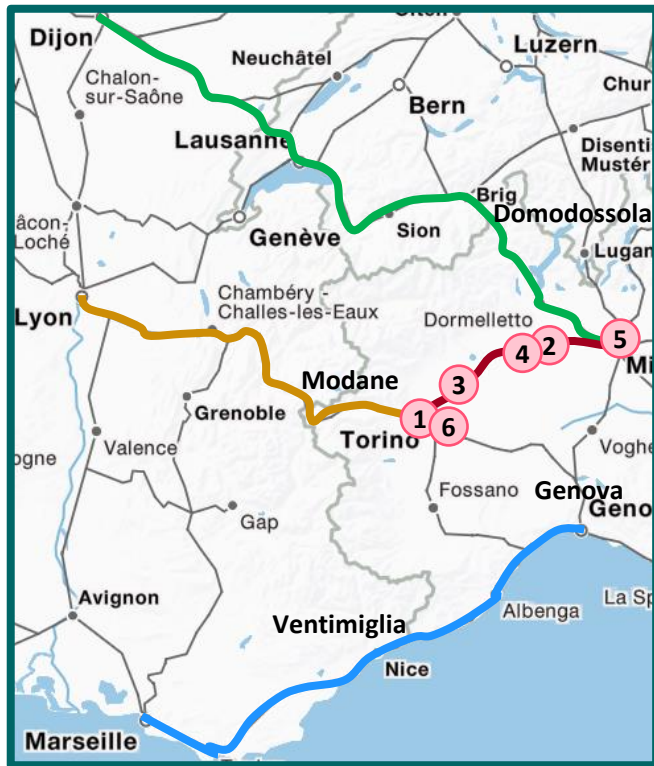 Olten
Dijon
Luzern
Neuchâtel
Chalon-
sur-Saône
Chur
Bern
Lausanne
Disenti
Mustér
Brig
Domodossola
âcon-
Loché
Sion
Genève
Lugan
Chambéry -
Challes-les-Eaux
Lyon
Dormelletto
5
2
4
Mi
Modane
3
Grenoble
1
6
Torino
Valence
Voghe
ogne
Fossano
Genova
Geno
Gap
Avignon
Albenga
La Sp
Ventimiglia
Nice
Marseille